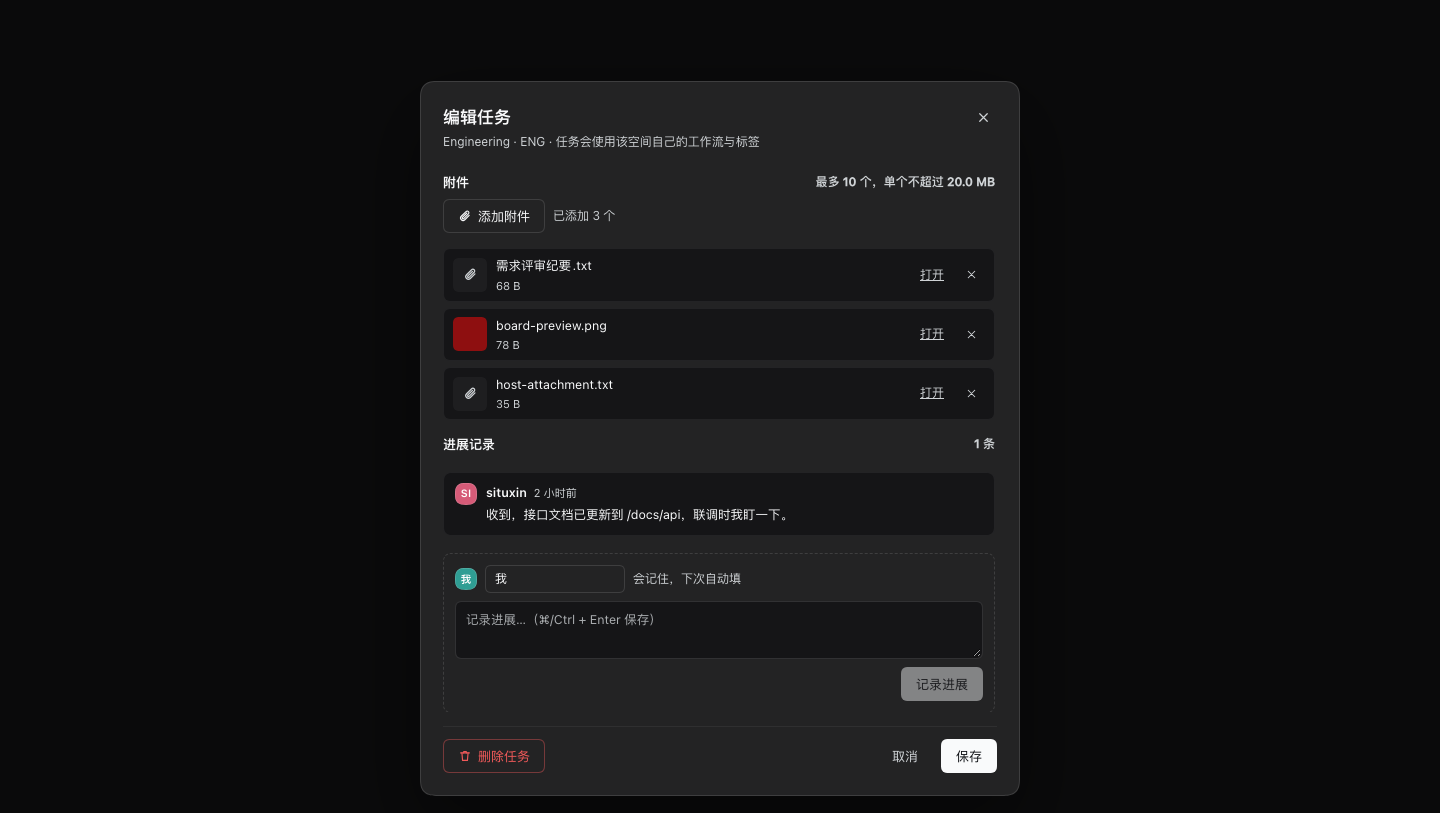 编辑任务
Engineering · ENG · 任务会使用该空间自己的工作流与标签
附件
最多 10 个，单个不超过 20.0 MB
添加附件
已添加 3 个
需求评审纪要.txt
68 B
打开
board-preview.png
78 B
打开
host-attachment.txt
35 B
打开
进展记录
1 条
SI
situxin 2 小时前
收到，接口文档已更新到 /docs/api，联调时我盯一下。
我
我
会记住，下次自动填
记录进展…（⌘/Ctrl + Enter 保存）
记录进展
删除任务
取消
保存